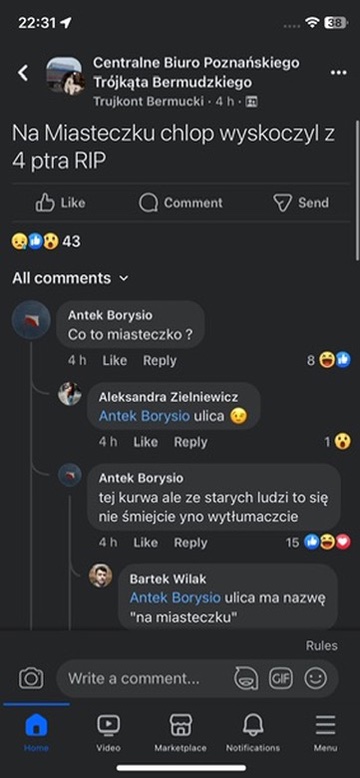 22:31
38
Centralne Biuro Poznańskiego
Trójkąta Bermudzkiego
Trujkont Bermucki · 4 h ·
Na Miasteczku chlop wyskoczyl z
4 ptra RIP
Like
Comment
Send
43
All comments
Antek Borysio
Co to miasteczko ?
4 h Like Reply 8
Aleksandra Zielniewicz
Antek Borysio ulica 😉
4 h Like Reply 1
Antek Borysio
tej kurwa ale ze starych ludzi to się
nie śmiejcie yno wytłumaczcie
4 h Like Reply 15
Bartek Wilak
Antek Borysio ulica ma nazwę
"na miasteczku"
Rules
Write a comment...
GIF
Home
Video
Marketplace
Notifications
Menu